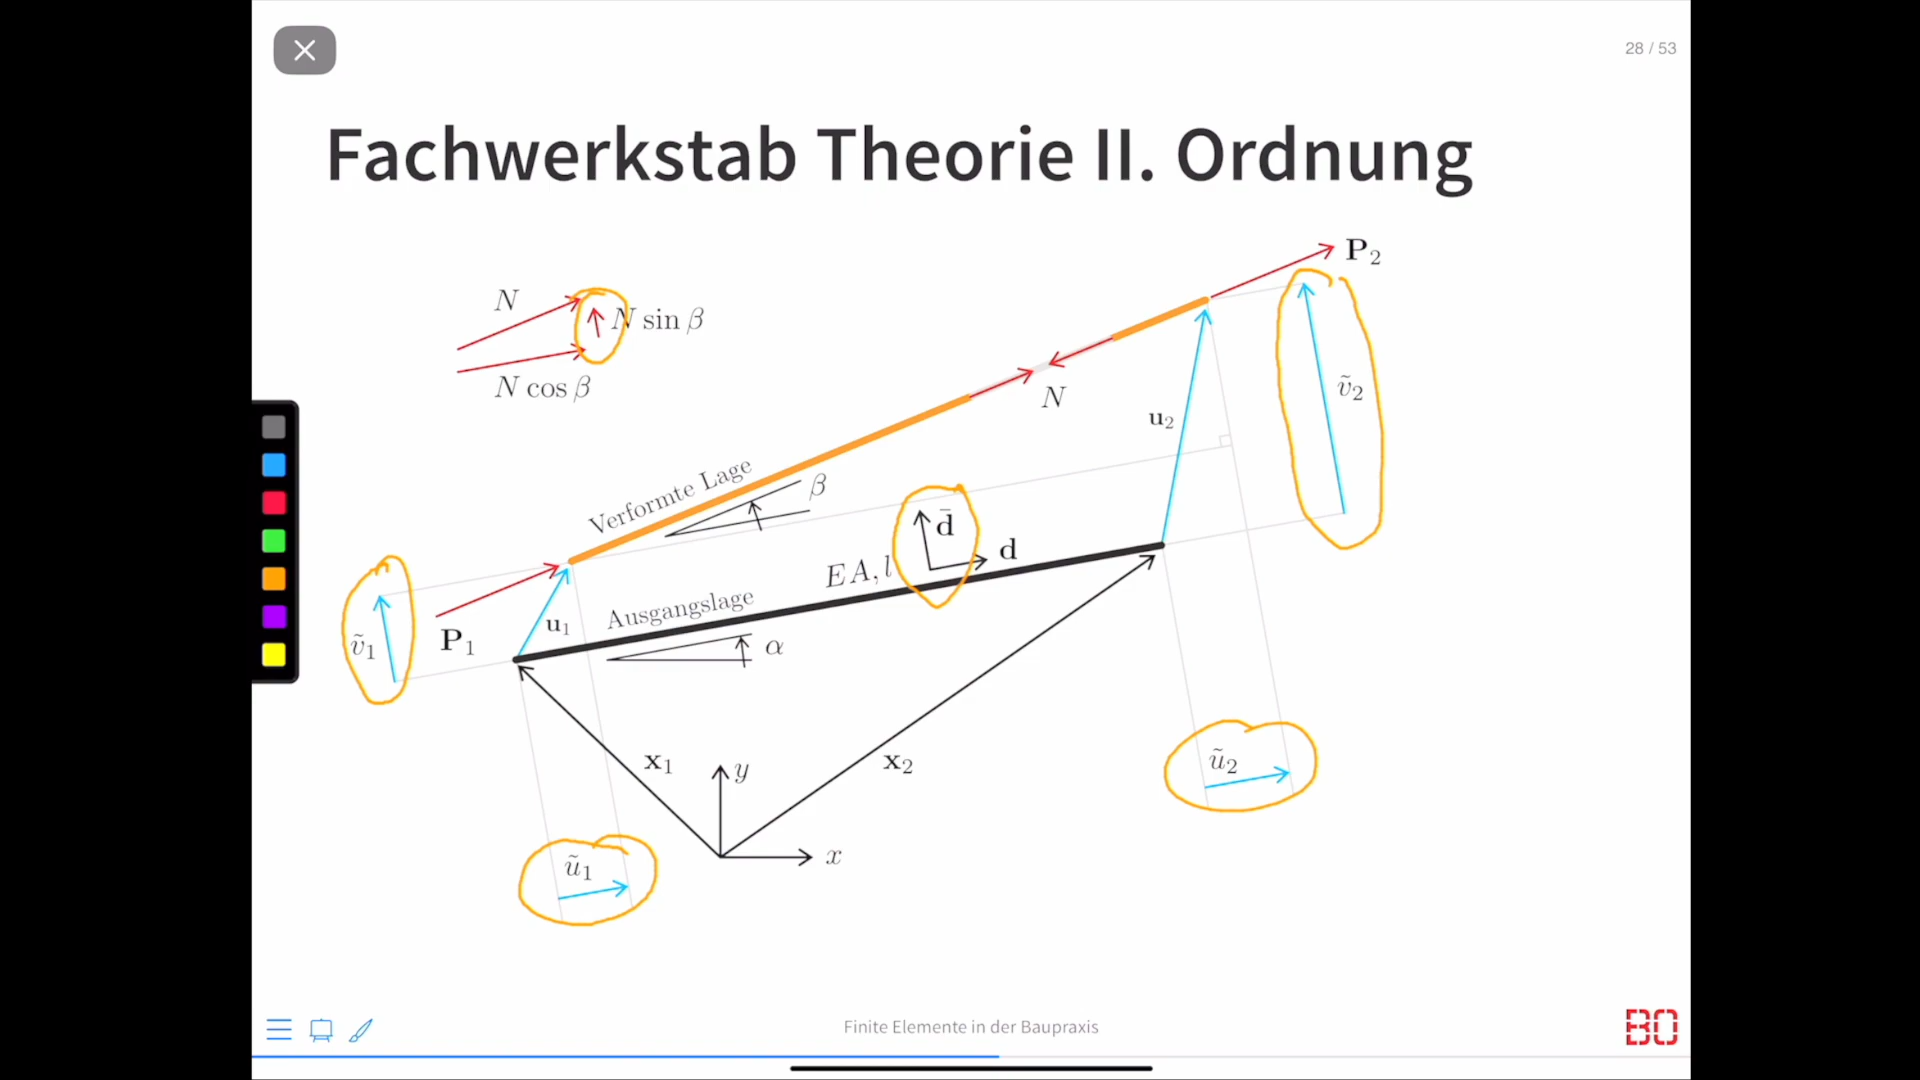 28 / 53
Fachwerkstab Theorie II. Ordnung
P₂
N
N sin β
N cos β
ṽ₂
N
u₂
Verformte Lage
β
d̄
d
EA, l
Ausgangslage
u₁
ṽ₁
P₁
α
x₁
y
x₂
ũ₂
x
ũ₁
Finite Elemente in der Baupraxis
BO